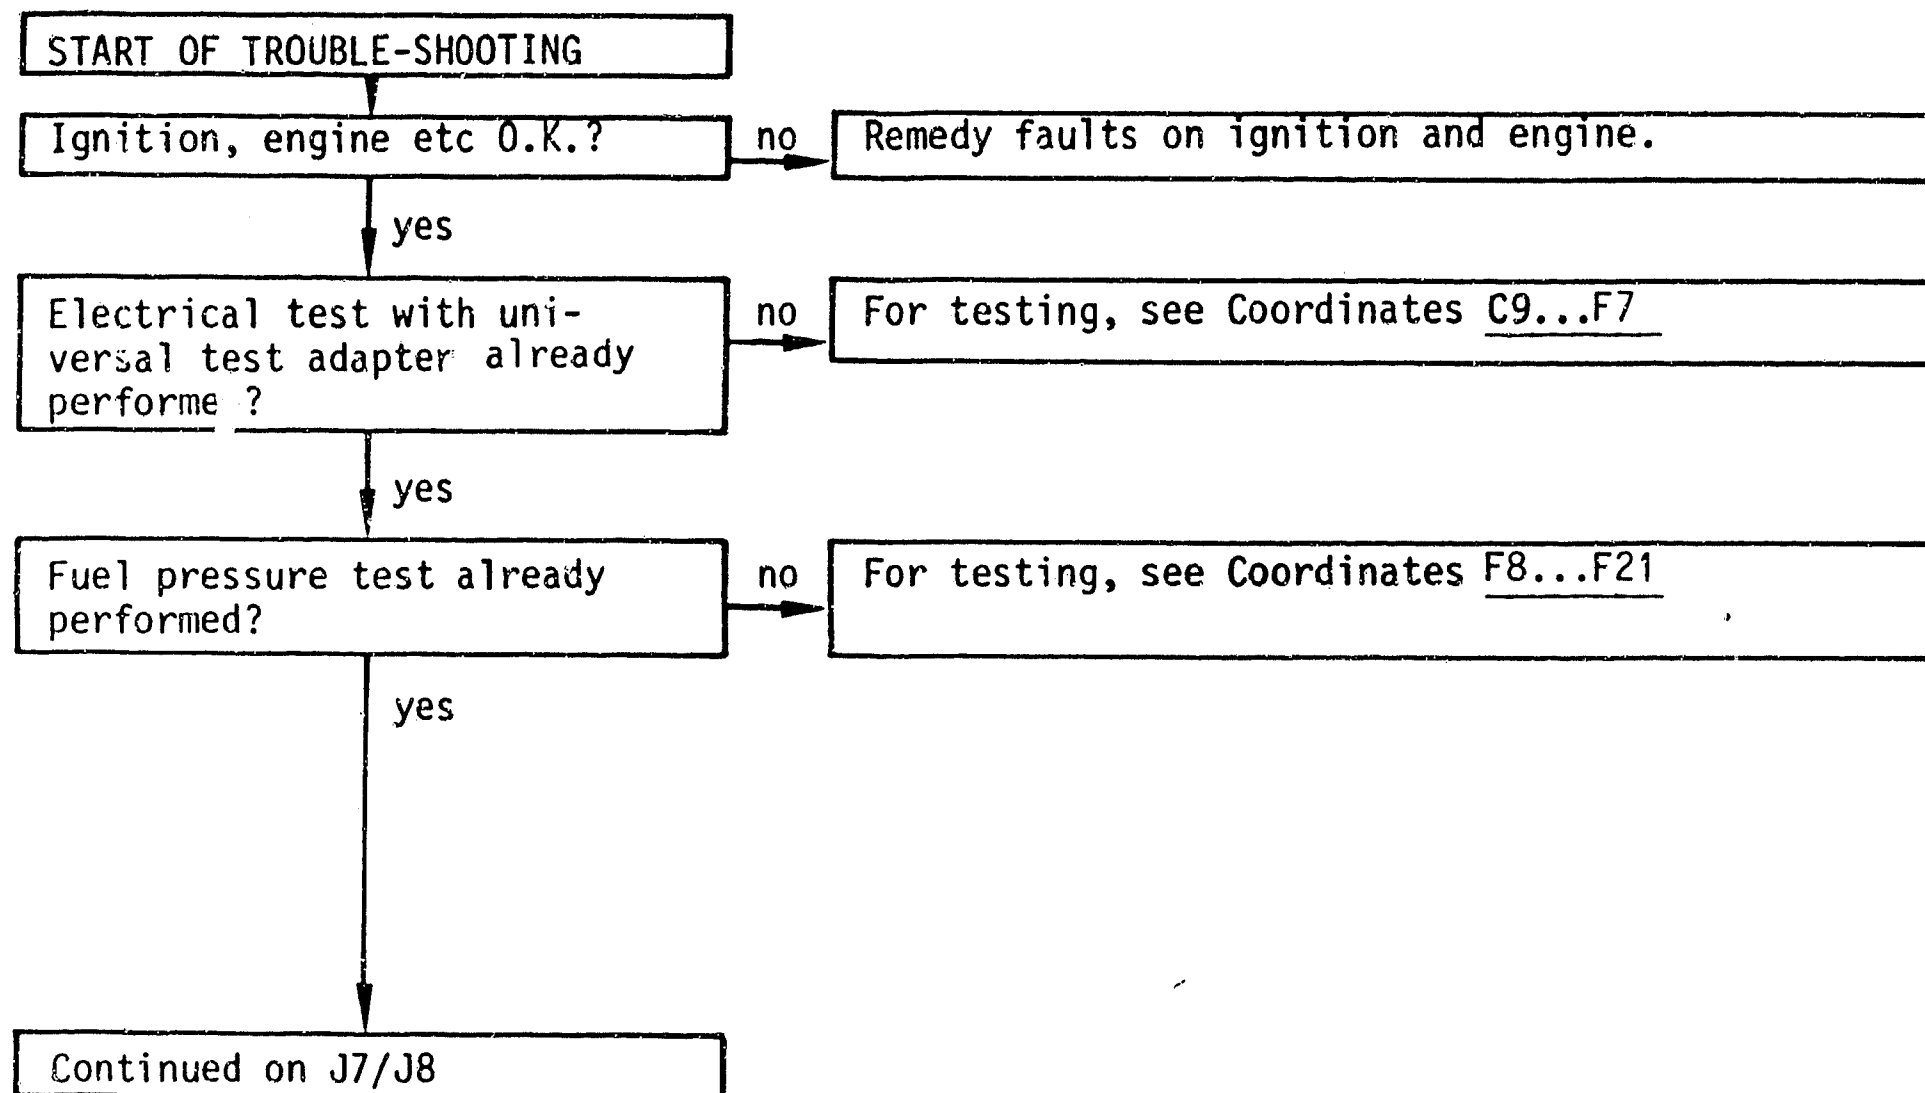 START OF TROUBLE-SHOOTING
Ignition, engine etc O.K.?
no
Remedy faults on ignition and engine.
yes
Electrical test with uni-
versal test adapter already
performe ?
no
For testing, see Coordinates C9...F7
yes
Fuel pressure test already
performed?
no
For testing, see Coordinates F8...F21
yes
Continued on J7/J8